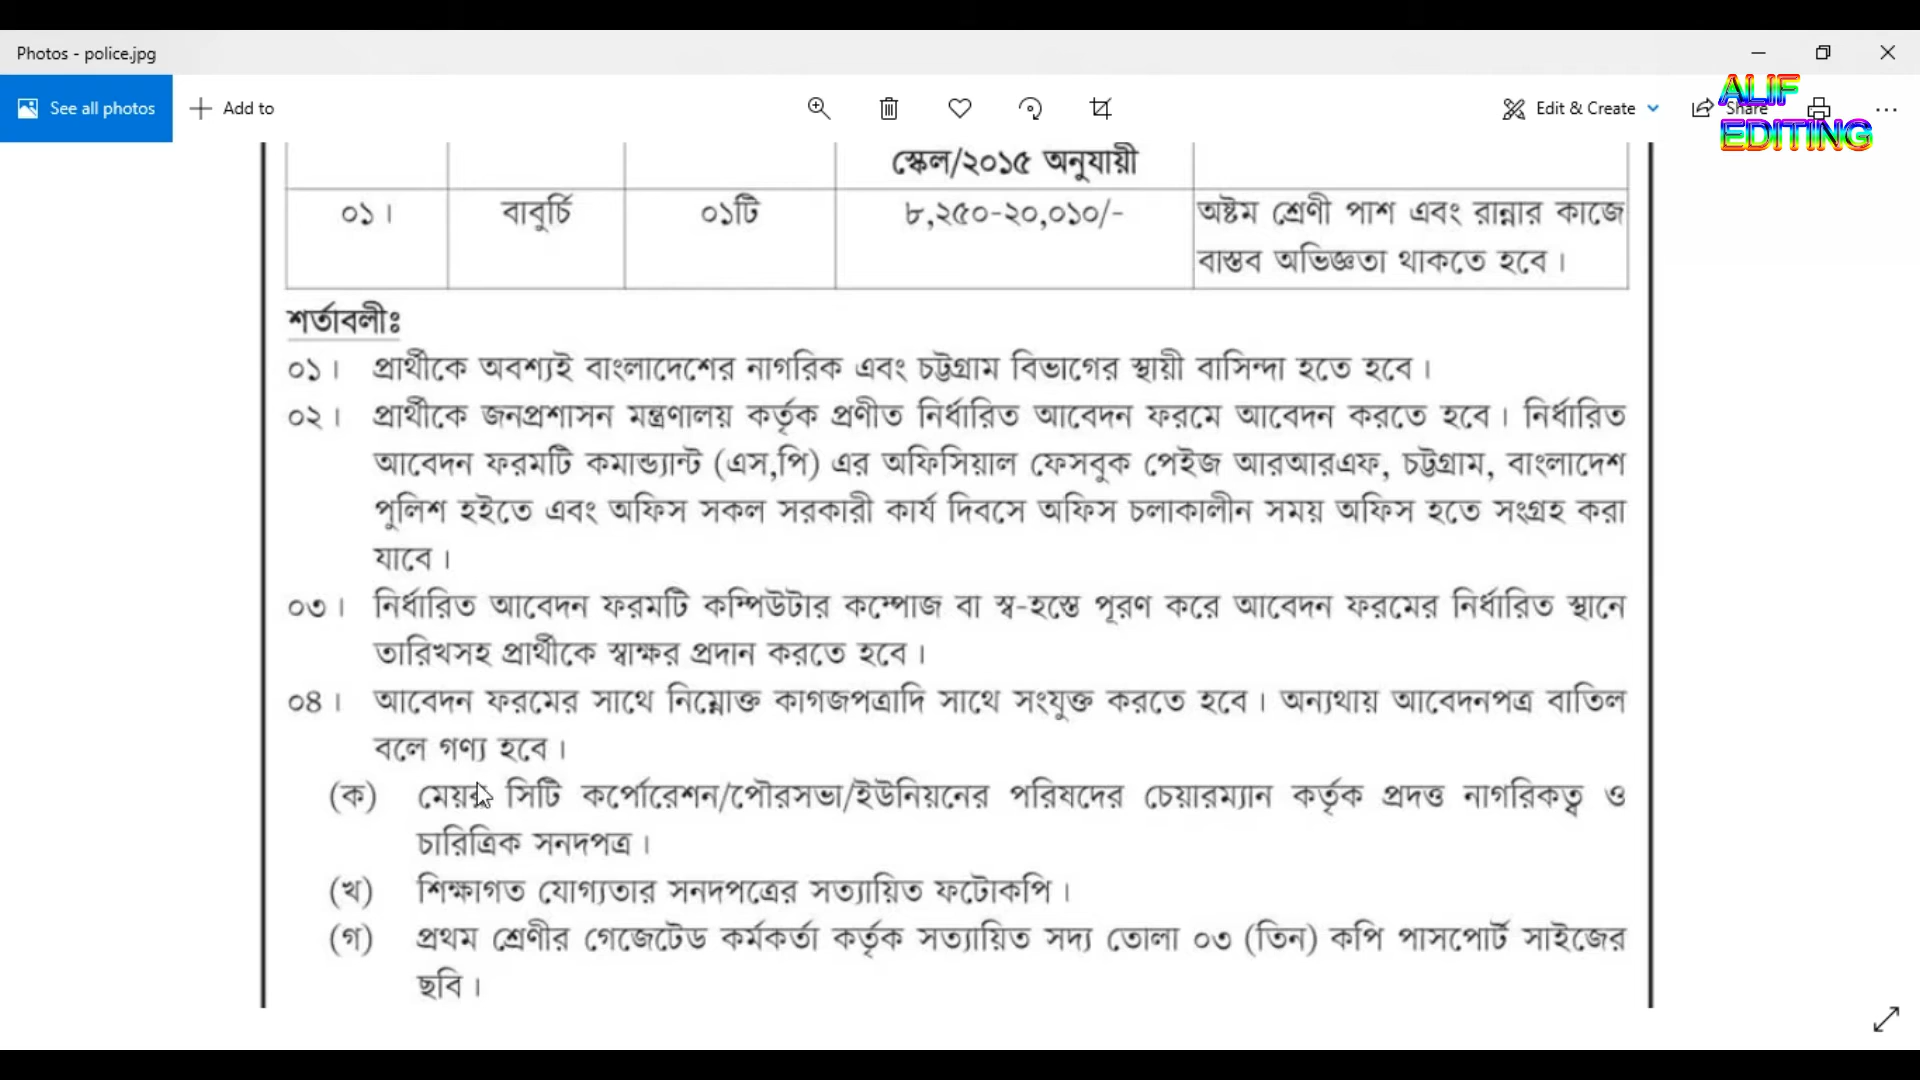 Photos - police.jpg
See all photos
Add to
Edit & Create
Share
ALIF
EDITING
স্কেল/২০১৫ অনুযায়ী
০১। বাবুর্চি ০১টি ৮,২৫০-২০,০১০/- অষ্টম শ্রেণী পাশ এবং রান্নার কাজে
বাস্তব অভিজ্ঞতা থাকতে হবে।
শর্তাবলীঃ
০১। প্রার্থীকে অবশ্যই বাংলাদেশের নাগরিক এবং চট্টগ্রাম বিভাগের স্থায়ী বাসিন্দা হতে হবে।
০২। প্রার্থীকে জনপ্রশাসন মন্ত্রণালয় কর্তৃক প্রণীত নির্ধারিত আবেদন ফরমে আবেদন করতে হবে। নির্ধারিত
আবেদন ফরমটি কমান্ড্যান্ট (এস,পি) এর অফিসিয়াল ফেসবুক পেইজ আরআরএফ, চট্টগ্রাম, বাংলাদেশ
পুলিশ হইতে এবং অফিস সকল সরকারী কার্য দিবসে অফিস চলাকালীন সময় অফিস হতে সংগ্রহ করা
যাবে।
০৩। নির্ধারিত আবেদন ফরমটি কম্পিউটার কম্পোজ বা স্ব-হস্তে পূরণ করে আবেদন ফরমের নির্ধারিত স্থানে
তারিখসহ প্রার্থীকে স্বাক্ষর প্রদান করতে হবে।
০৪। আবেদন ফরমের সাথে নিম্নোক্ত কাগজপত্রাদি সাথে সংযুক্ত করতে হবে। অন্যথায় আবেদনপত্র বাতিল
বলে গণ্য হবে।
(ক) মেয়র সিটি কর্পোরেশন/পৌরসভা/ইউনিয়নের পরিষদের চেয়ারম্যান কর্তৃক প্রদত্ত নাগরিকত্ব ও
চারিত্রিক সনদপত্র।
(খ) শিক্ষাগত যোগ্যতার সনদপত্রের সত্যায়িত ফটোকপি।
(গ) প্রথম শ্রেণীর গেজেটেড কর্মকর্তা কর্তৃক সত্যায়িত সদ্য তোলা ০৩ (তিন) কপি পাসপোর্ট সাইজের
ছবি।